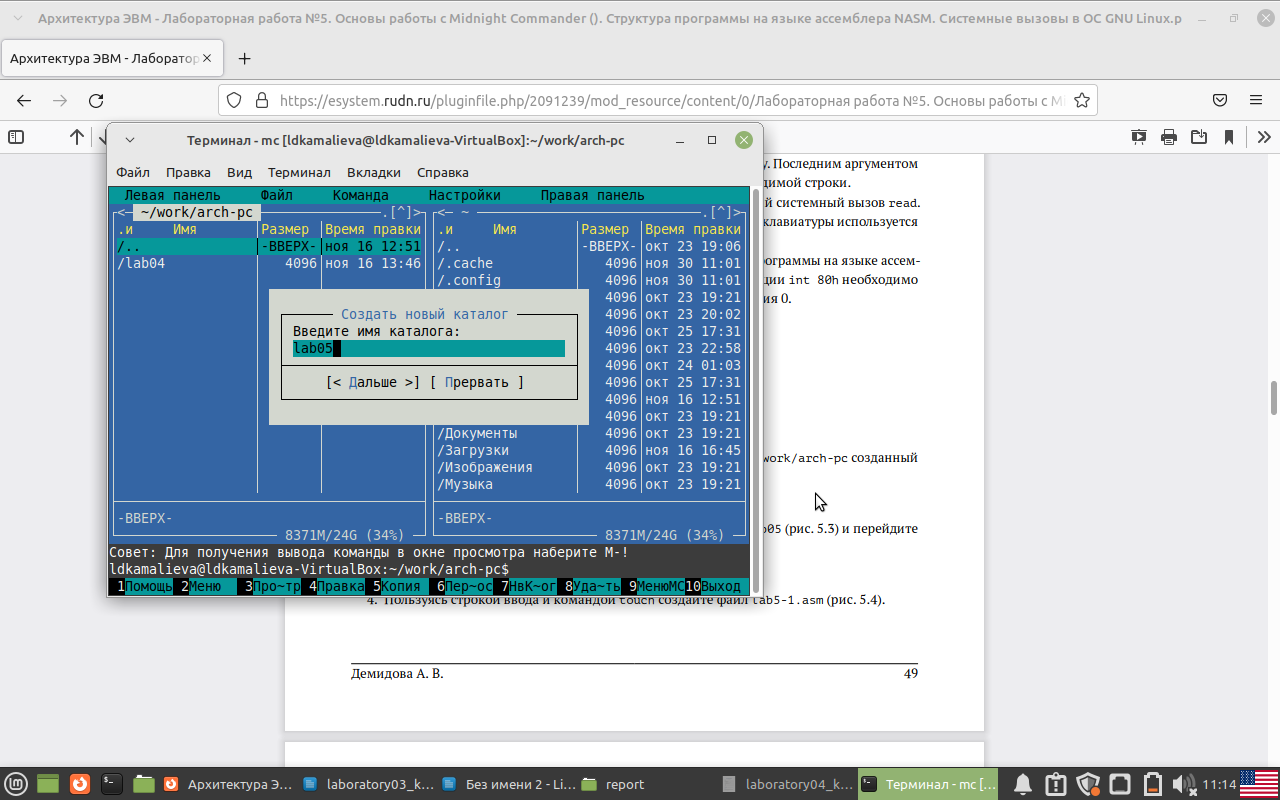 Архитектура ЭВМ - Лабораторная работа №5. Основы работы с Midnight Commander (). Структура программы на языке ассемблера NASM. Системные вызовы в ОС GNU Linux.p
Архитектура ЭВМ - Лаборатор
https://esystem.rudn.ru/pluginfile.php/2091239/mod_resource/content/0/Лабораторная работа №5. Основы работы с Mi
у. Последним аргументом
димой строки.
й системный вызов read.
клавиатуры используется
ограммы на языке ассем-
ции int 80h необходимо
ия 0.
work/arch-pc созданный
b05 (рис. 5.3) и перейдите
4. Пользуясь строкой ввода и командой touch создайте файл lab5-1.asm (рис. 5.4).
Демидова А. В. 49
Терминал - mc [ldkamalieva@ldkamalieva-VirtualBox]:~/work/arch-pc
Файл Правка Вид Терминал Вкладки Справка
Левая панель Файл Команда Настройки Правая панель
<─ ~/work/arch-pc .[^]> <─ ~ .[^]>
.и Имя Размер Время правки .и Имя Размер Время правки
/.. -ВВЕРХ- ноя 16 12:51 /.. -ВВЕРХ- окт 23 19:06
/lab04 4096 ноя 16 13:46 /.cache 4096 ноя 30 11:01
/.config 4096 ноя 30 11:01
4096 окт 23 19:21
Создать новый каталог 4096 окт 23 20:02
Введите имя каталога: 4096 окт 25 17:31
lab05 4096 окт 23 22:58
4096 окт 24 01:03
[< Дальше >] [ Прервать ] 4096 окт 25 17:31
4096 ноя 16 12:51
4096 окт 23 19:21
/Документы 4096 окт 23 19:21
/Загрузки 4096 ноя 16 16:45
/Изображения 4096 окт 23 19:21
/Музыка 4096 окт 23 19:21
-ВВЕРХ- -ВВЕРХ-
8371M/24G (34%) 8371M/24G (34%)
Совет: Для получения вывода команды в окне просмотра наберите M-!
ldkamalieva@ldkamalieva-VirtualBox:~/work/arch-pc$
1Помощь 2Меню 3Про~тр 4Правка 5Копия 6Пер~ос 7НвК~ог 8Уда~ть 9МенюMC 10Выход
Архитектура Э… laboratory03_k… Без имени 2 - Li… report laboratory04_k… Терминал - mc [… 11:14